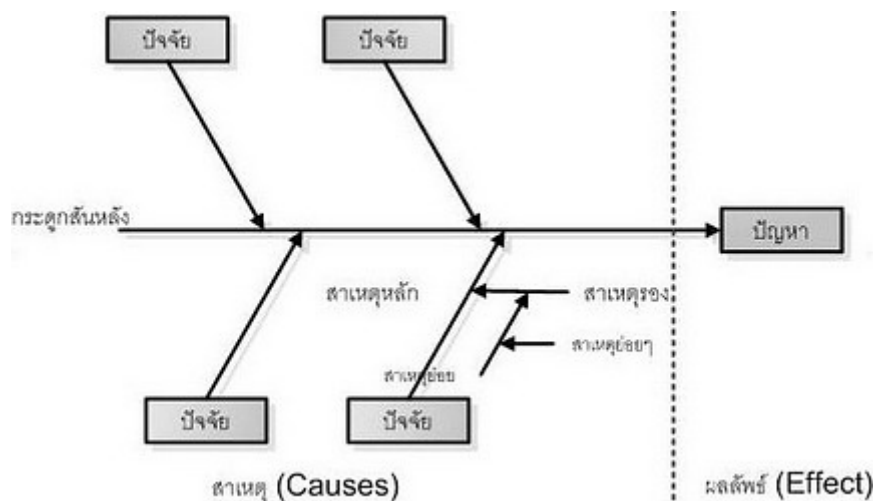 ปัจจัย
ปัจจัย
กระดูกสันหลัง
ปัญหา
สาเหตุหลัก
สาเหตุรอง
สาเหตุย่อยๆ
สาเหตุย่อย
ปัจจัย
ปัจจัย
สาเหตุ (Causes)
ผลลัพธ์ (Effect)